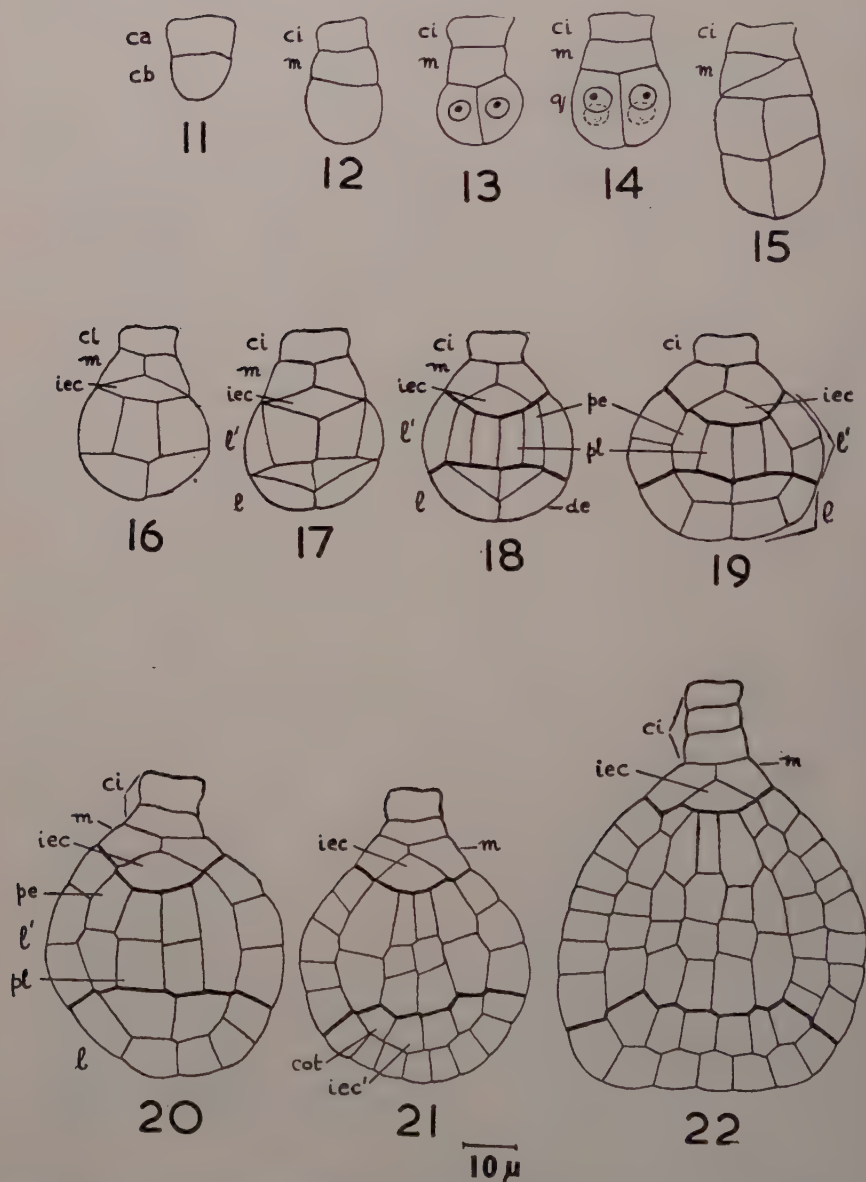 ca
cb
11
ci
m
12
ci
m
13
ci
m
q
14
ci
m
15
ci
m
iec
16
ci
m
iec
l'
l
17
ci
m
iec
l'
l
pe
pl
de
18
ci
iec
l'
l
19
ci
m
iec
pe
l'
pl
l
20
iec
m
cot
iec'
21
ci
iec
m
22
10 µ